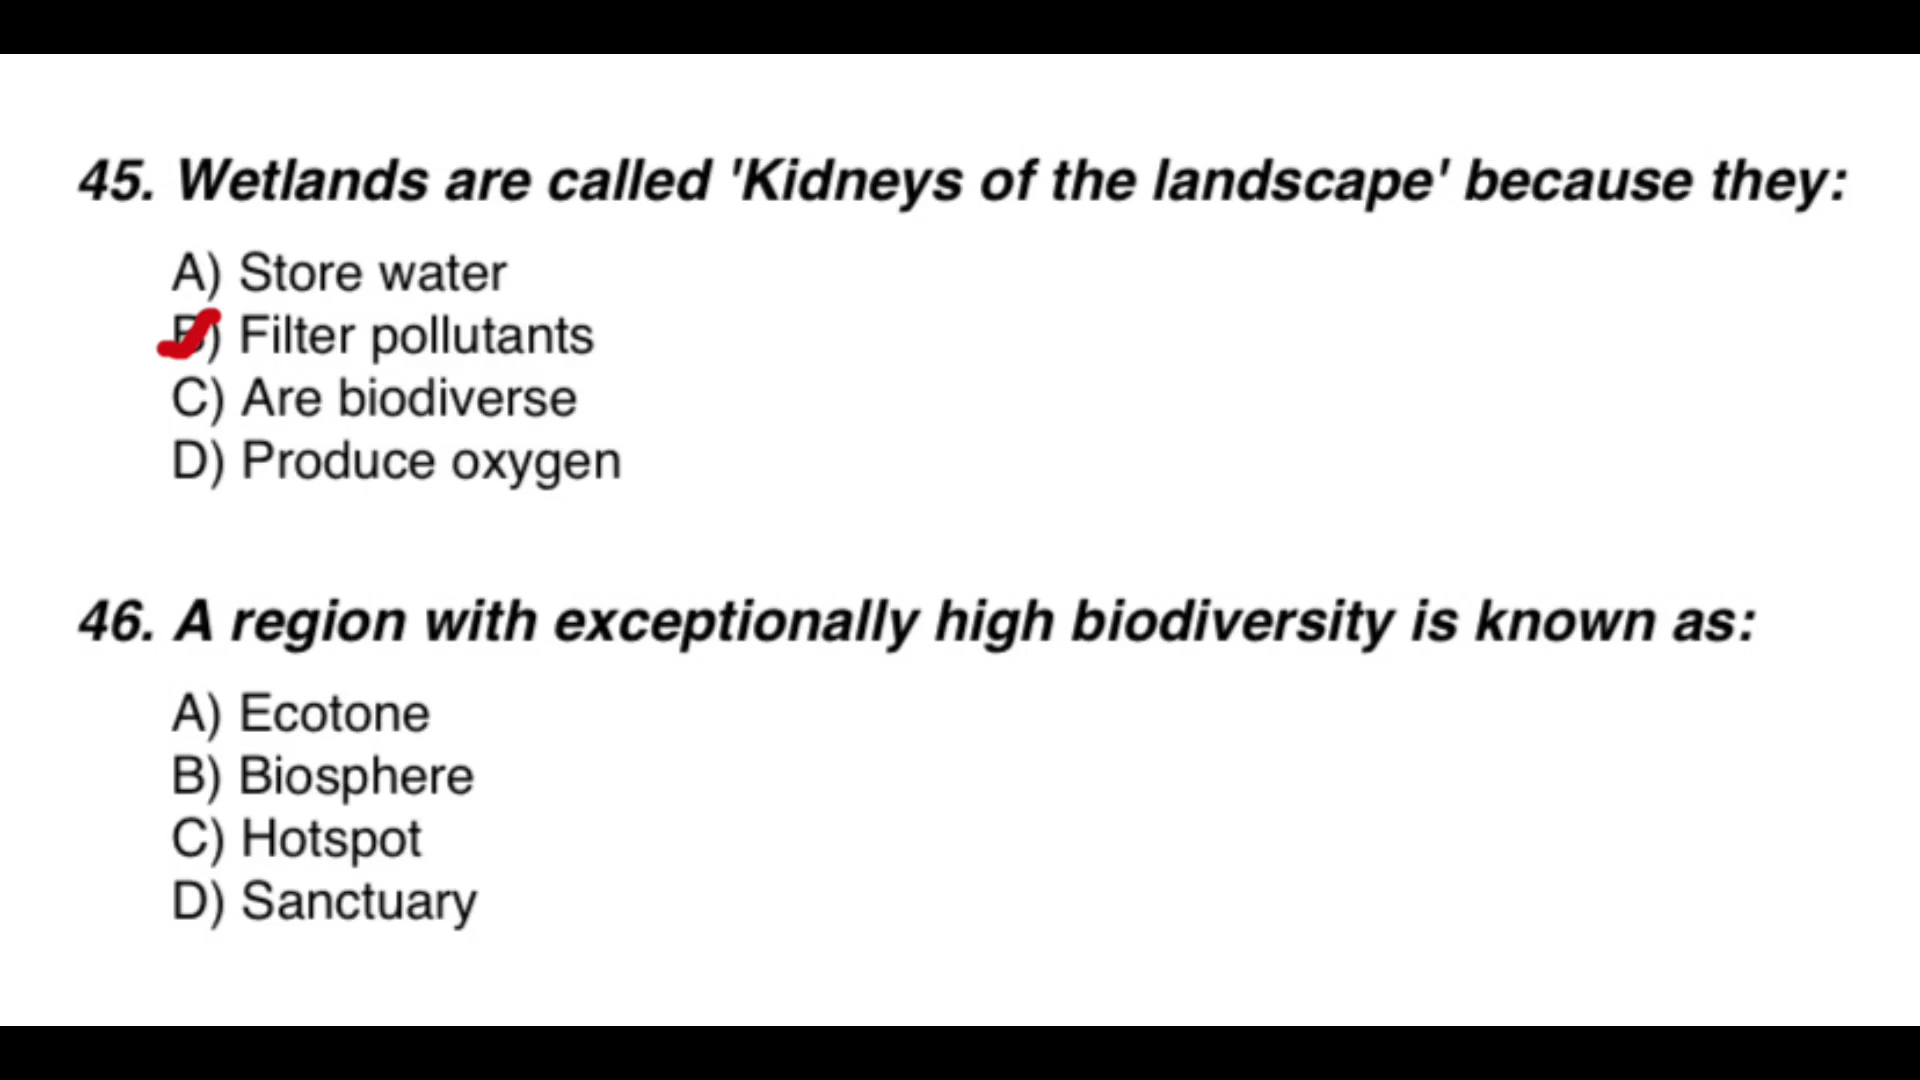 45. Wetlands are called 'Kidneys of the landscape' because they:
A) Store water
B) Filter pollutants
C) Are biodiverse
D) Produce oxygen
46. A region with exceptionally high biodiversity is known as:
A) Ecotone
B) Biosphere
C) Hotspot
D) Sanctuary